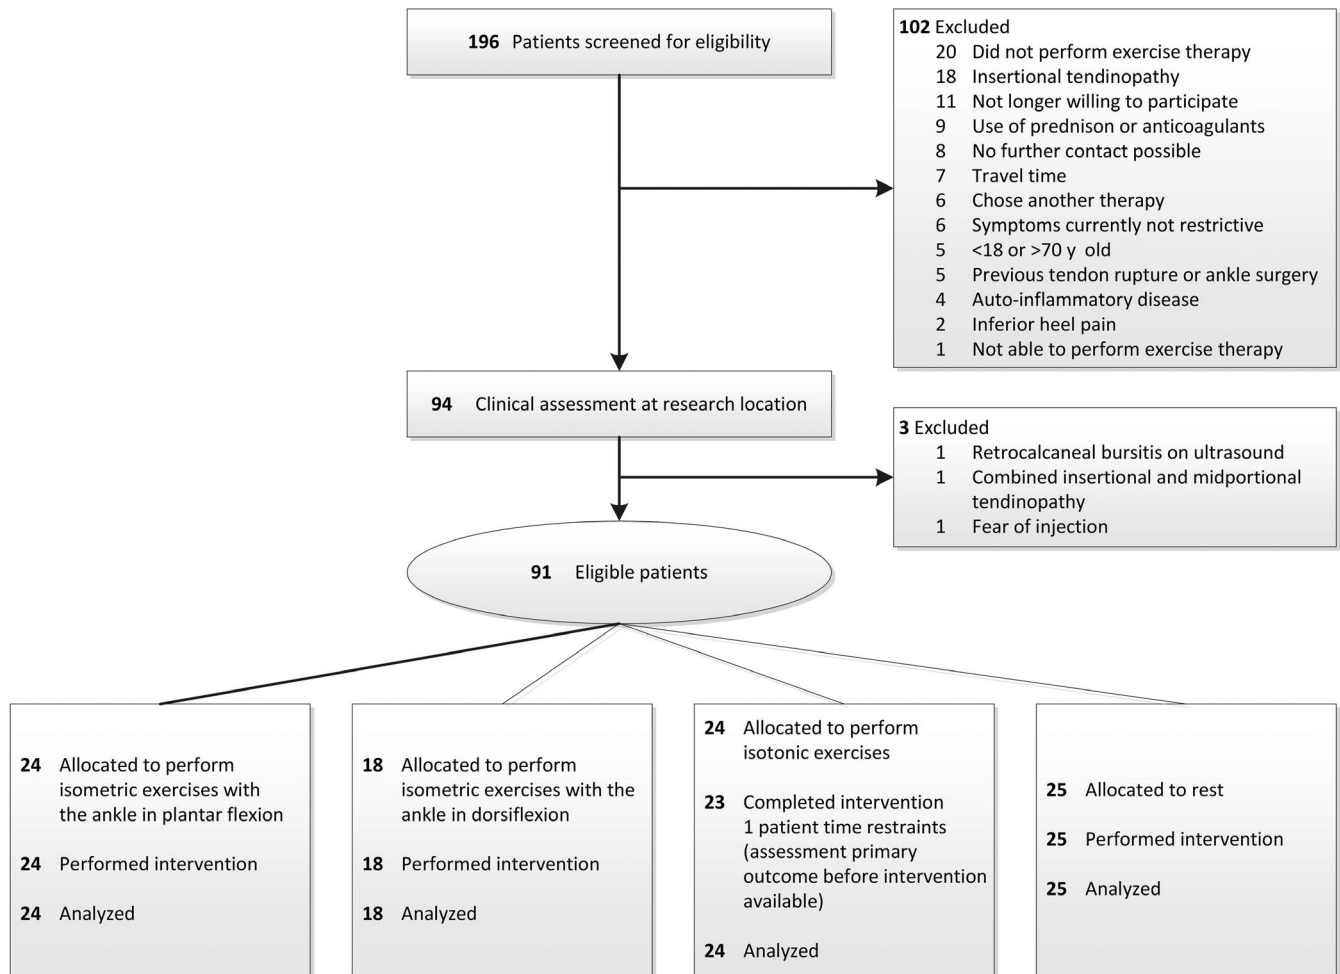 196 Patients screened for eligibility
102 Excluded
20 Did not perform exercise therapy
18 Insertional tendinopathy
11 Not longer willing to participate
9 Use of prednison or anticoagulants
8 No further contact possible
7 Travel time
6 Chose another therapy
6 Symptoms currently not restrictive
5 <18 or >70 y old
5 Previous tendon rupture or ankle surgery
4 Auto-inflammatory disease
2 Inferior heel pain
1 Not able to perform exercise therapy
94 Clinical assessment at research location
3 Excluded
1 Retrocalcaneal bursitis on ultrasound
1 Combined insertional and midportional
tendinopathy
1 Fear of injection
91 Eligible patients
24 Allocated to perform
isometric exercises with
the ankle in plantar flexion
24 Performed intervention
24 Analyzed
18 Allocated to perform
isometric exercises with the
ankle in dorsiflexion
18 Performed intervention
18 Analyzed
24 Allocated to perform
isotonic exercises
23 Completed intervention
1 patient time restraints
(assessment primary
outcome before intervention
available)
24 Analyzed
25 Allocated to rest
25 Performed intervention
25 Analyzed